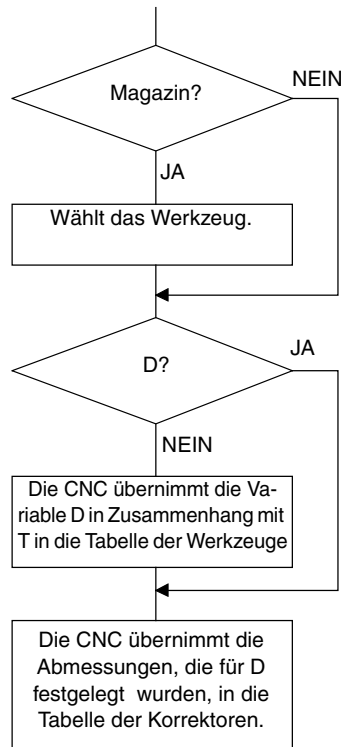 Magazin?
NEIN
JA
Wählt das Werkzeug.
D?
JA
NEIN
Die CNC übernimmt die Va-
riable D in Zusammenhang mit
T in die Tabelle der Werkzeuge
Die CNC übernimmt die
Abmessungen, die für D
festgelegt wurden, in die
Tabelle der Korrektoren.